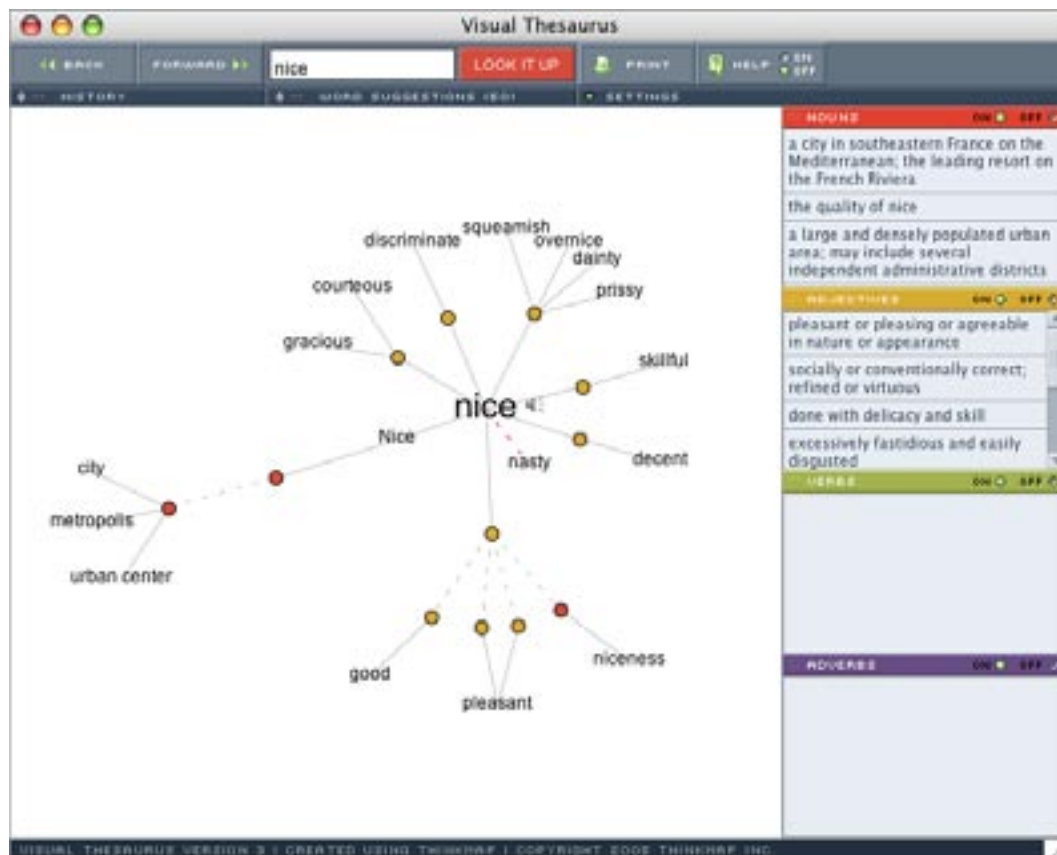 Visual Thesaurus
BACK
FORWARD
nice
LOOK IT UP
PRINT
HELP
ON
OFF
HISTORY
WORD SUGGESTIONS (50)
SETTINGS
squeamish
discriminate
overnice
dainty
courteous
prissy
gracious
skillful
nice
Nice
nasty
decent
city
metropolis
urban center
good
niceness
pleasant
NOUNS ON OFF
a city in southeastern France on the
Mediterranean; the leading resort on
the French Riviera
the quality of nice
a large and densely populated urban
area; may include several
independent administrative districts
ADJECTIVES ON OFF
pleasant or pleasing or agreeable
in nature or appearance
socially or conventionally correct;
refined or virtuous
done with delicacy and skill
excessively fastidious and easily
disgusted
VERBS ON OFF
ADVERBS ON OFF
VISUAL THESAURUS VERSION 3 | CREATED USING THINKMAP | COPYRIGHT 2005 THINKMAP INC.